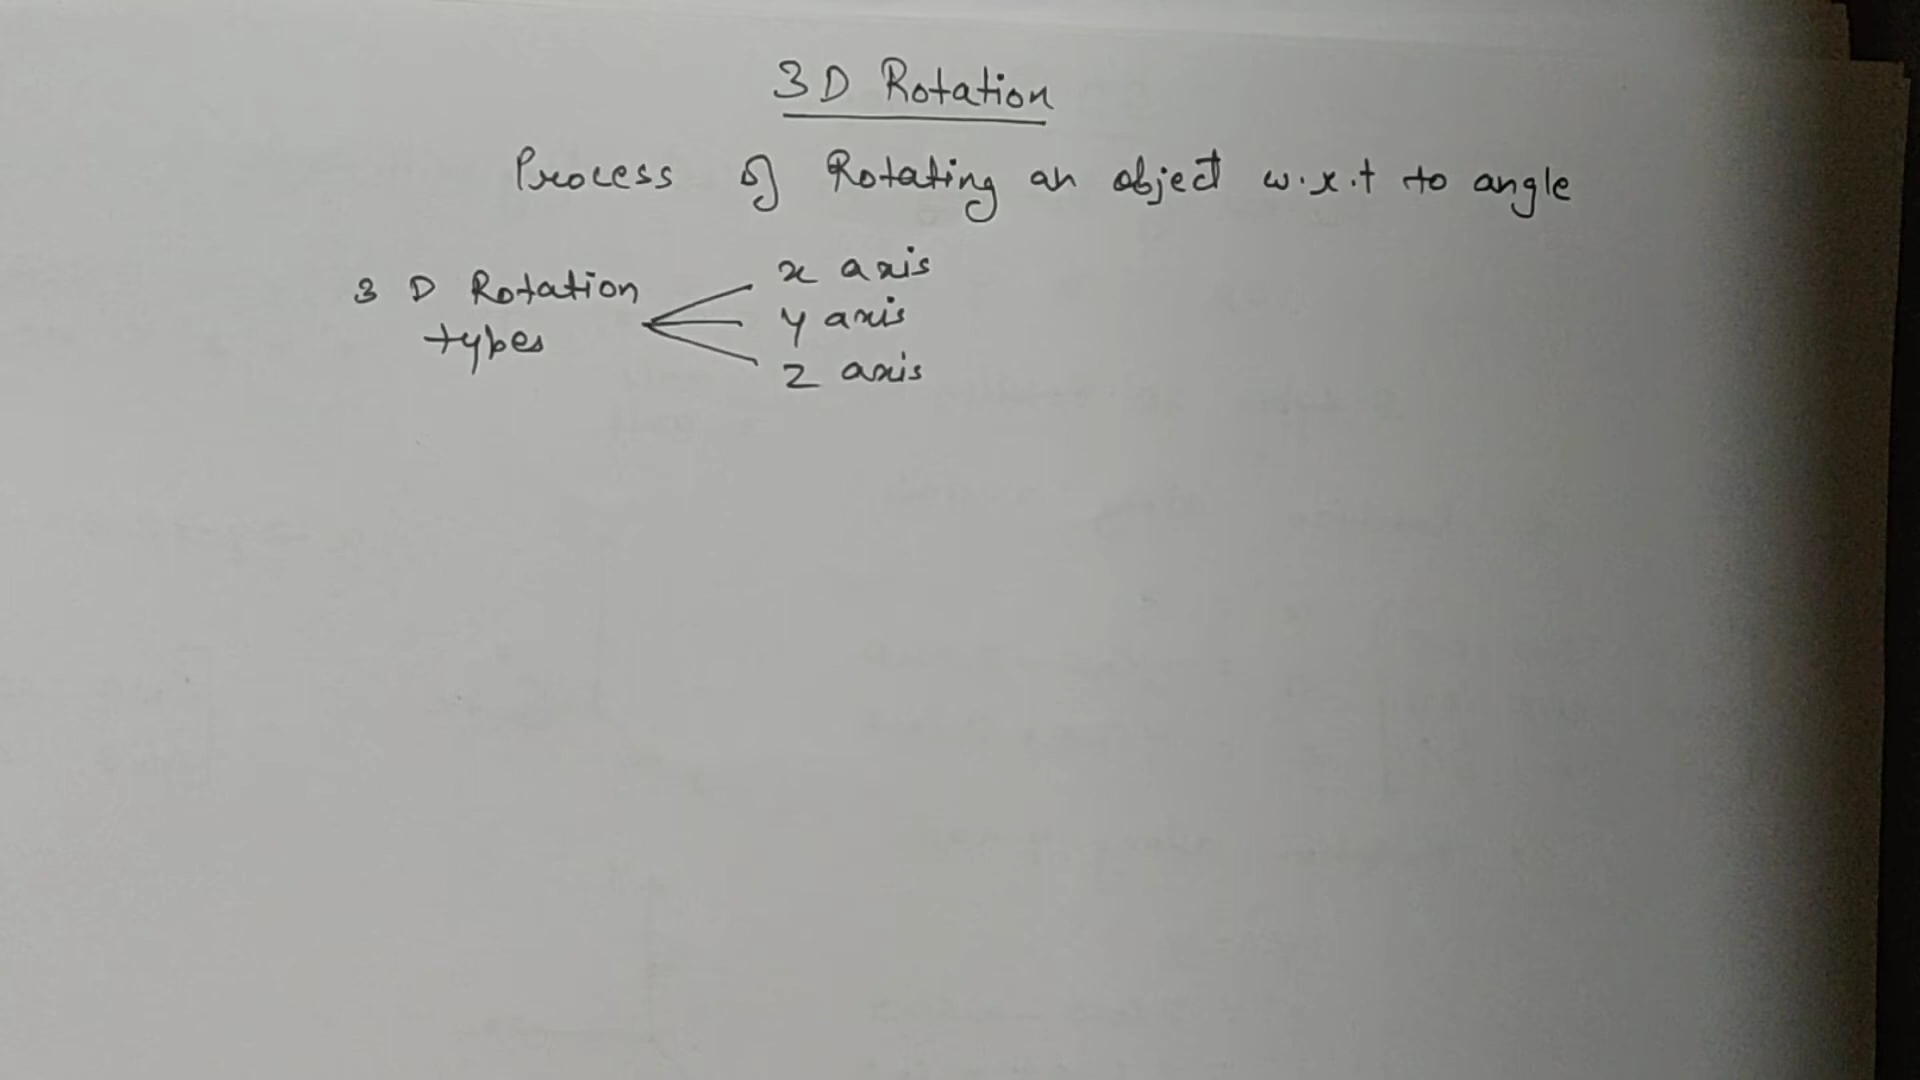 3D Rotation
Process of Rotating an object w.r.t to angle
3 D Rotation types
x axis
y axis
z axis